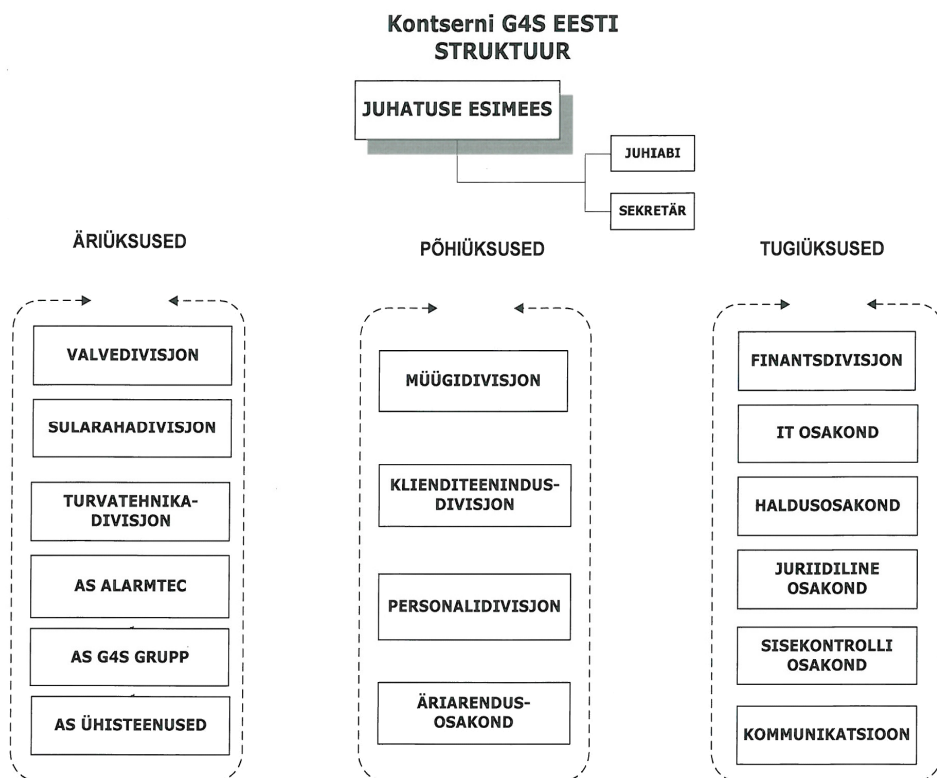 Kontserni G4S EESTI
STRUKTUUR
JUHATUSE ESIMEES
JUHIABI
SEKRETÄR
ÄRIÜKSUSED
VALVEDIVISJON
SULARAHADIVISJON
TURVATEHNIKA-
DIVISJON
AS ALARMTEC
AS G4S GRUPP
AS ÜHISTEENUSED
PÕHIÜKSUSED
MÜÜGIDIVISJON
KLIENDITEENINDUS-
DIVISJON
PERSONALIDIVISJON
ÄRIARENDUS-
OSAKOND
TUGIÜKSUSED
FINANTSDIVISJON
IT OSAKOND
HALDUSOSAKOND
JURIIDILINE
OSAKOND
SISEKONTROLLI
OSAKOND
KOMMUNIKATSIOON